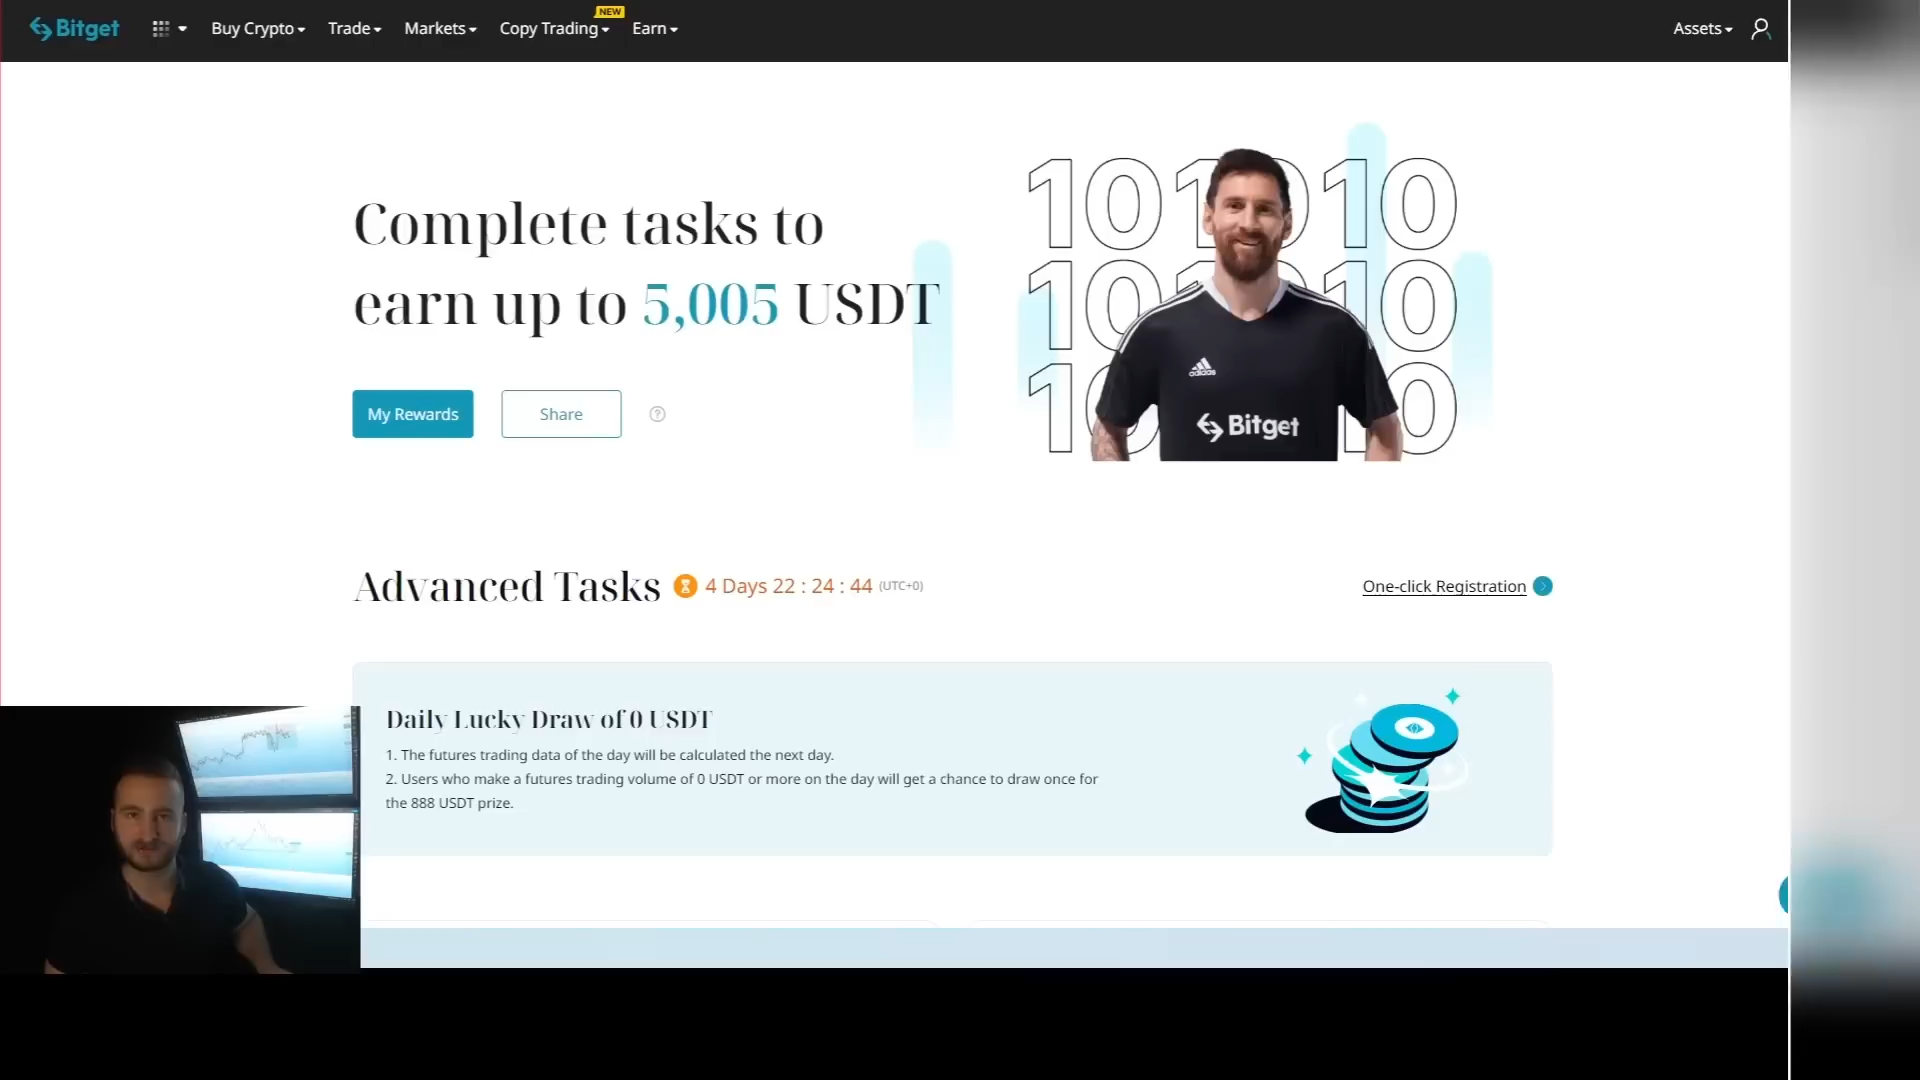 Bitget
Buy Crypto
Trade
Markets
Copy Trading
NEW
Earn
Assets
Complete tasks to
earn up to 5,005 USDT
My Rewards
Share
?
101010
10
10
10
10
adidas
Bitget
Advanced Tasks
4 Days 22 : 24 : 44 (UTC+0)
One-click Registration
Daily Lucky Draw of 0 USDT
1. The futures trading data of the day will be calculated the next day.
2. Users who make a futures trading volume of 0 USDT or more on the day will get a chance to draw once for
the 888 USDT prize.